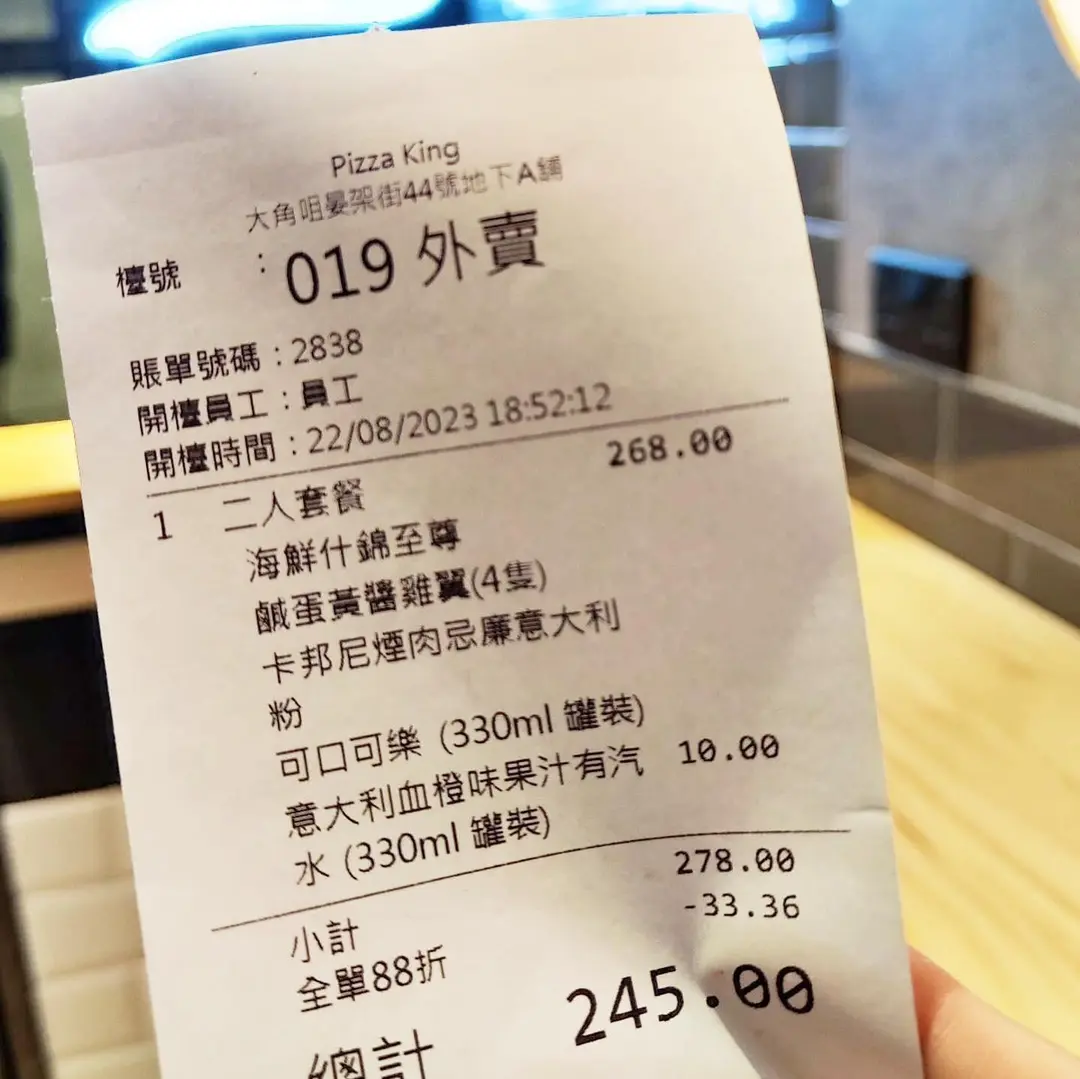 Pizza King
大角咀晏架街44號地下A舖
檯號 : 019 外賣
賬單號碼 : 2838
開檯員工 : 員工
開檯時間 : 22/08/2023 18:52:12
1 二人套餐 268.00
海鮮什錦至尊
鹹蛋黃醬雞翼(4隻)
卡邦尼煙肉忌廉意大利
粉
可口可樂 (330ml 罐裝)
意大利血橙味果汁有汽 10.00
水 (330ml 罐裝)
小計 278.00
全單88折 -33.36
總計 245.00